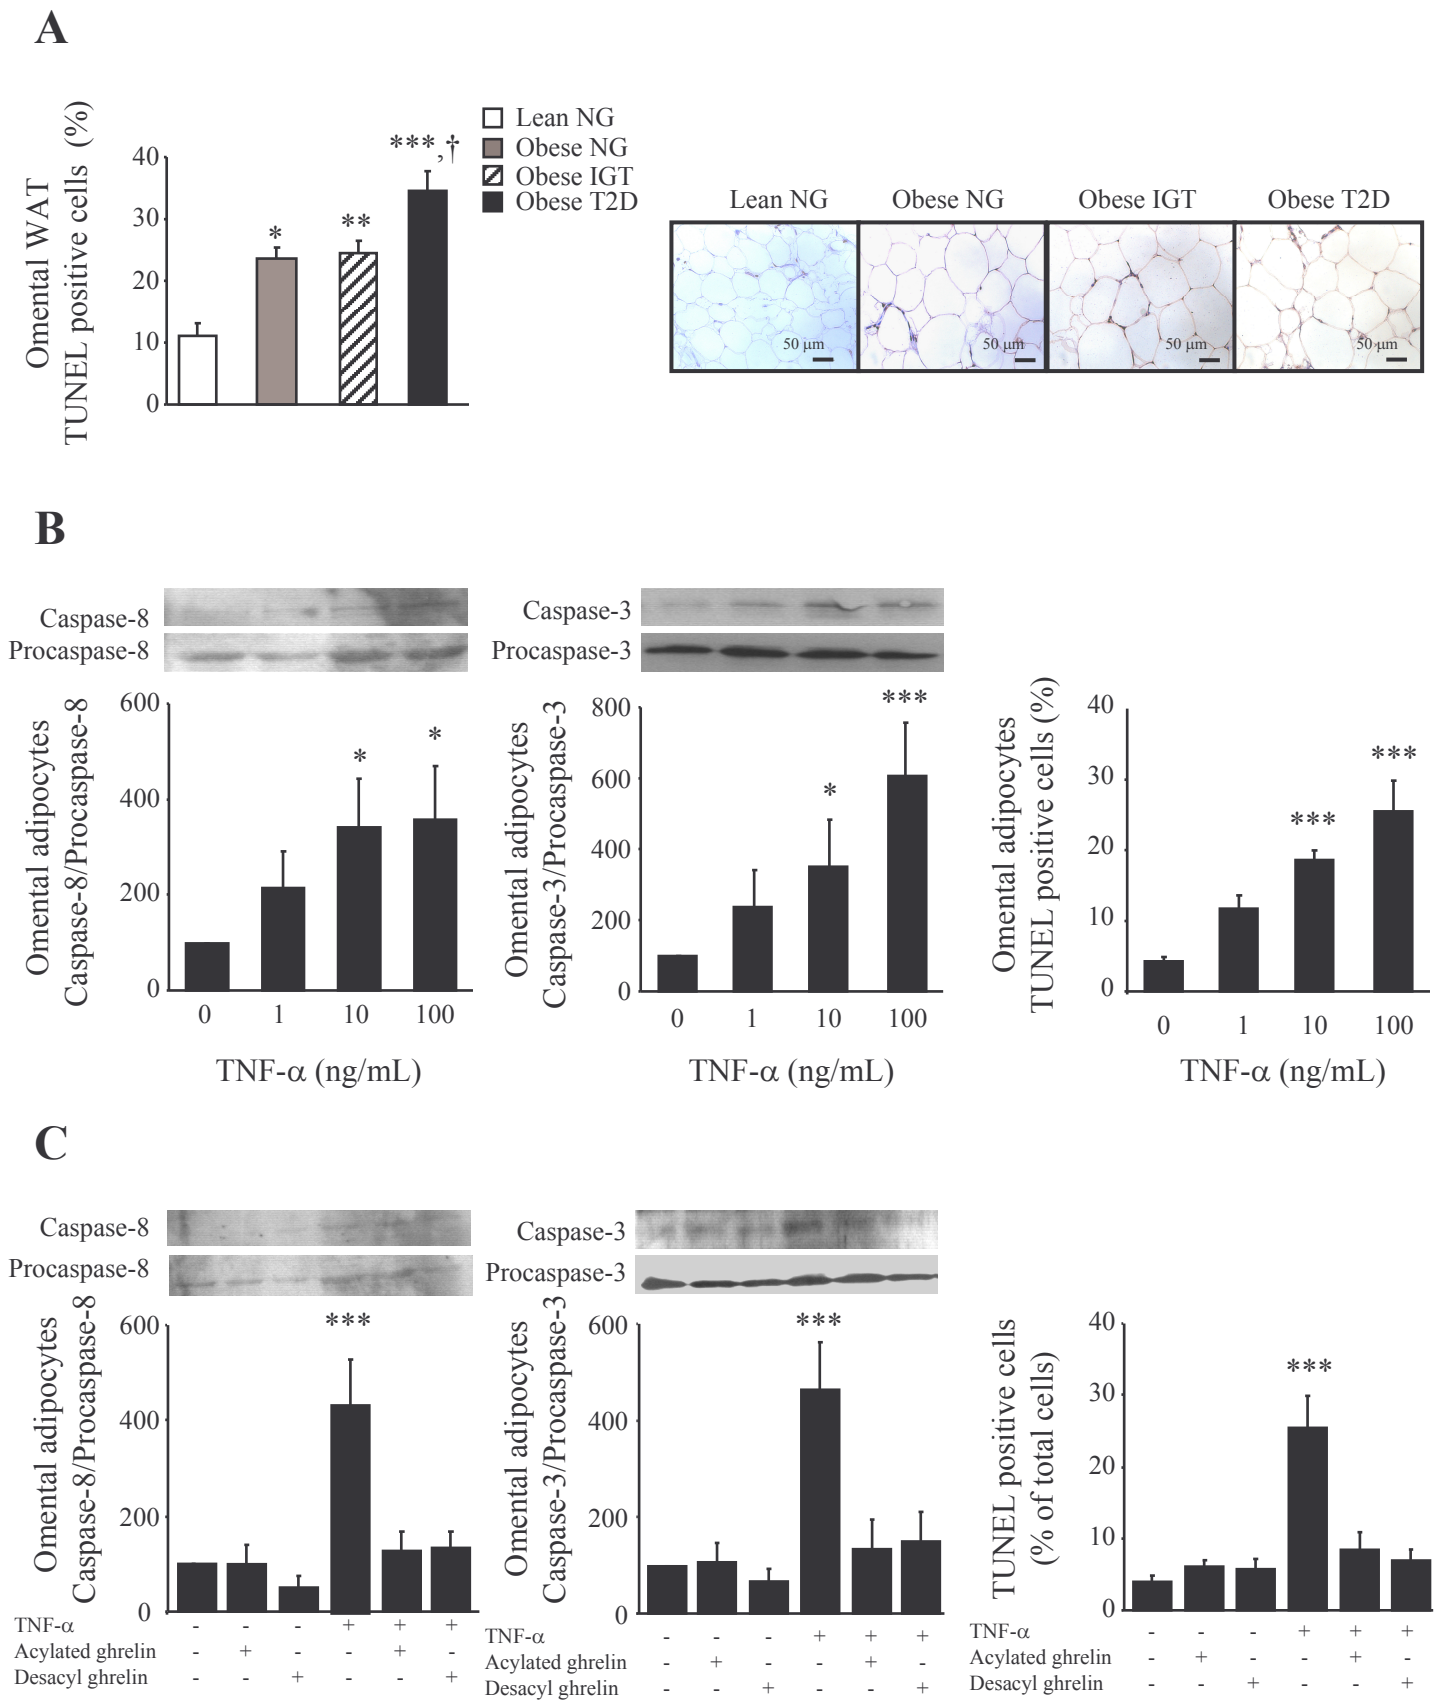 A
Omental WAT
TUNEL positive cells (%)
40
30
20
10
0
*
**
***,†
Lean NG
Obese NG
Obese IGT
Obese T2D
Lean NG Obese NG Obese IGT Obese T2D
50 μm 50 μm 50 μm 50 μm
B
Caspase-8
Procaspase-8
Omental adipocytes
Caspase-8/Procaspase-8
600
400
200
0
* *
0 1 10 100
TNF-α (ng/mL)
Caspase-3
Procaspase-3
Omental adipocytes
Caspase-3/Procaspase-3
800
600
400
200
0
* ***
0 1 10 100
TNF-α (ng/mL)
Omental adipocytes
TUNEL positive cells (%)
40
30
20
10
0
*** ***
0 1 10 100
TNF-α (ng/mL)
C
Caspase-8
Procaspase-8
Omental adipocytes
Caspase-8/Procaspase-8
600
400
200
0
***
TNF-α - - - + + +
Acylated ghrelin - + - - + -
Desacyl ghrelin - - + - - +
Caspase-3
Procaspase-3
Omental adipocytes
Caspase-3/Procaspase-3
600
400
200
0
***
TNF-α - - - + + +
Acylated ghrelin - + - - + -
Desacyl ghrelin - - + - - +
TUNEL positive cells
(% of total cells)
40
30
20
10
0
***
TNF-α - - - + + +
Acylated ghrelin - + - - + -
Desacyl ghrelin - - + - - +